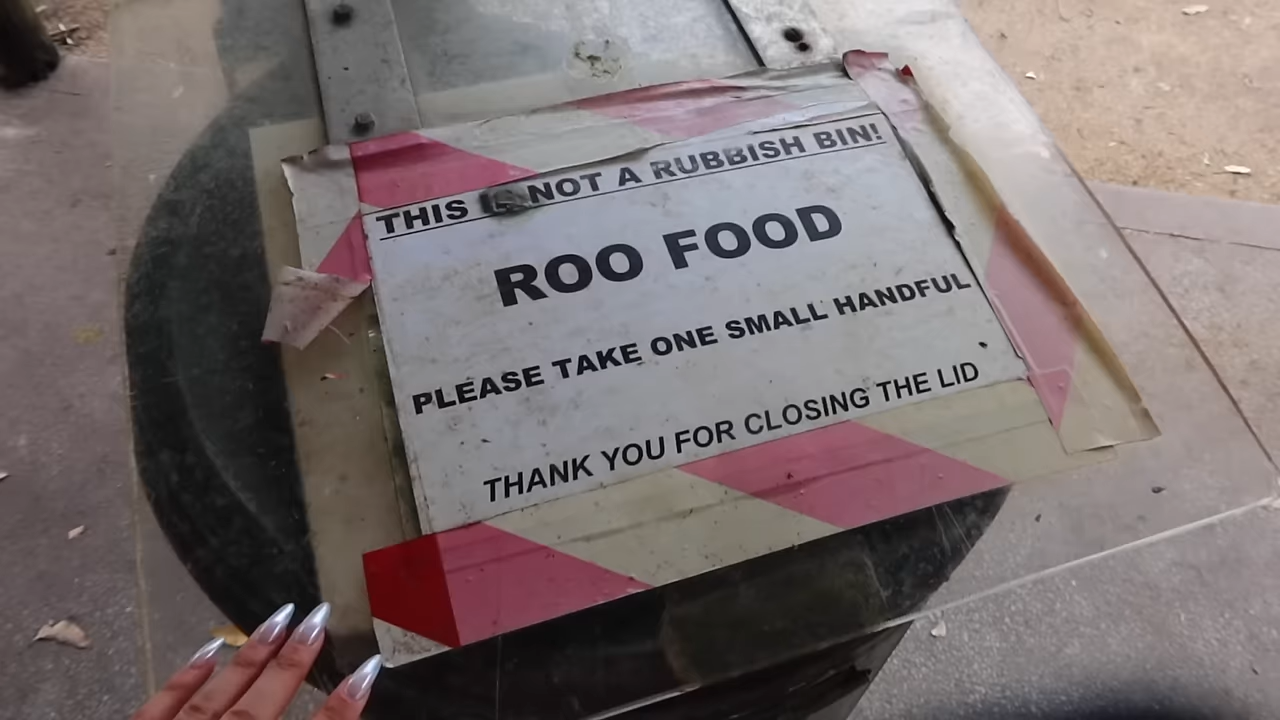 THIS IS NOT A RUBBISH BIN!
ROO FOOD
PLEASE TAKE ONE SMALL HANDFUL
THANK YOU FOR CLOSING THE LID